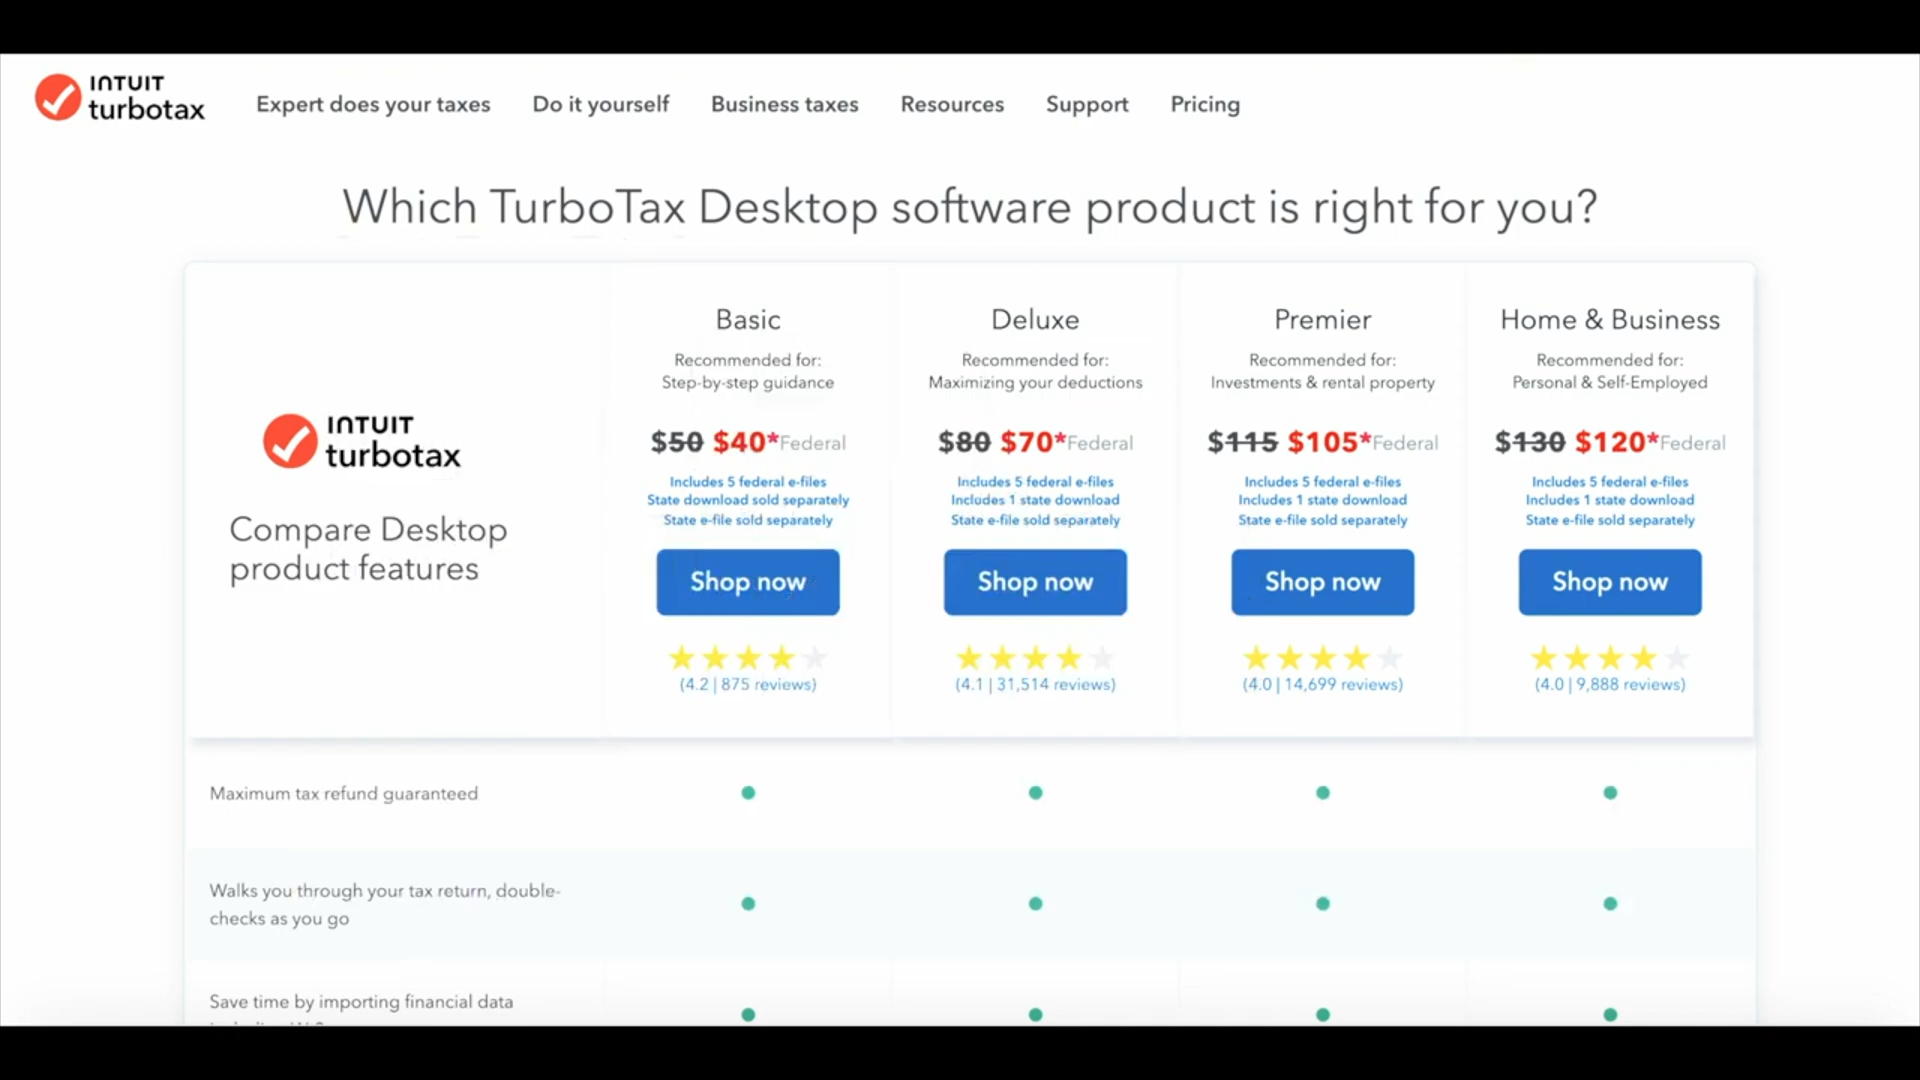 INTUIT
turbotax
Expert does your taxes
Do it yourself
Business taxes
Resources
Support
Pricing
Which TurboTax Desktop software product is right for you?
INTUIT
turbotax
Compare Desktop
product features
Basic
Recommended for:
Step-by-step guidance
$50 $40*Federal
Includes 5 federal e-files
State download sold separately
State e-file sold separately
Shop now
(4.2 | 875 reviews)
Deluxe
Recommended for:
Maximizing your deductions
$80 $70*Federal
Includes 5 federal e-files
Includes 1 state download
State e-file sold separately
Shop now
(4.1 | 31,514 reviews)
Premier
Recommended for:
Investments & rental property
$115 $105*Federal
Includes 5 federal e-files
Includes 1 state download
State e-file sold separately
Shop now
(4.0 | 14,699 reviews)
Home & Business
Recommended for:
Personal & Self-Employed
$130 $120*Federal
Includes 5 federal e-files
Includes 1 state download
State e-file sold separately
Shop now
(4.0 | 9,888 reviews)
Maximum tax refund guaranteed
Walks you through your tax return, double-
checks as you go
Save time by importing financial data